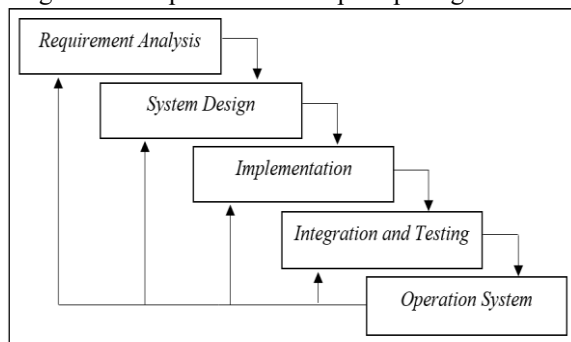 Requirement Analysis
System Design
Implementation
Integration and Testing
Operation System